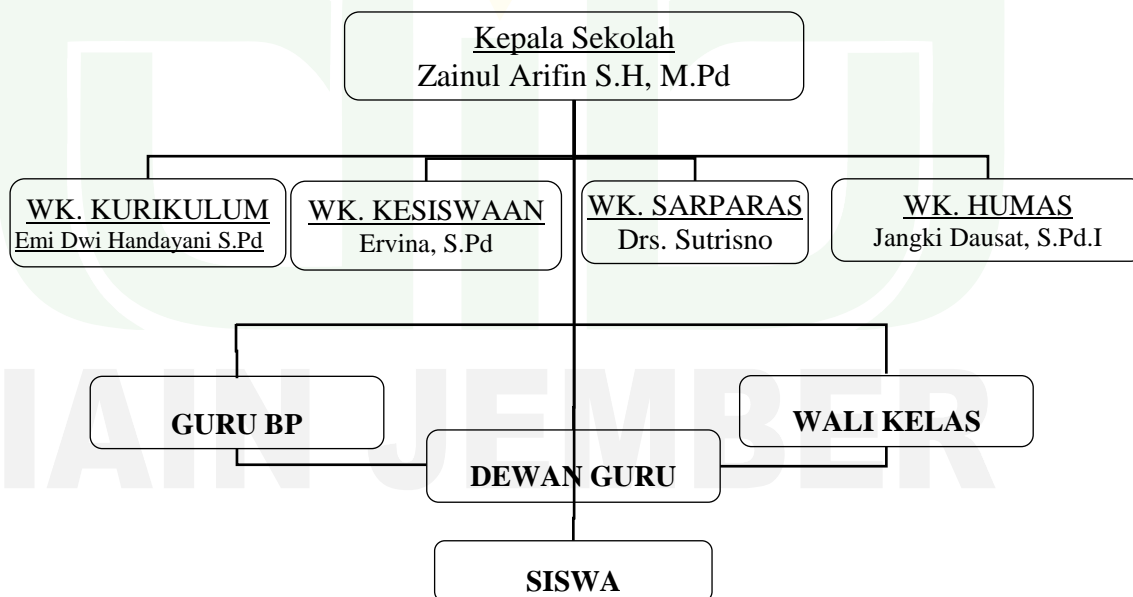 Kepala Sekolah
Zainul Arifin S.H, M.Pd
WK. KURIKULUM
Emi Dwi Handayani S.Pd
WK. KESISWAAN
Ervina, S.Pd
WK. SARPARAS
Drs. Sutrisno
WK. HUMAS
Jangki Dausat, S.Pd.I
GURU BP
WALI KELAS
DEWAN GURU
SISWA
IAIN JEMBER